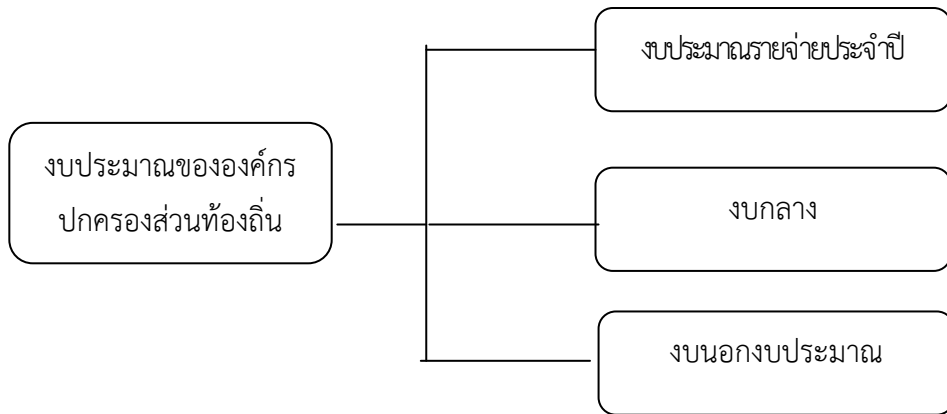 งบประมาณรายจ่ายประจำปี
งบประมาณขององค์กร
ปกครองส่วนท้องถิ่น
งบกลาง
งบนอกงบประมาณ